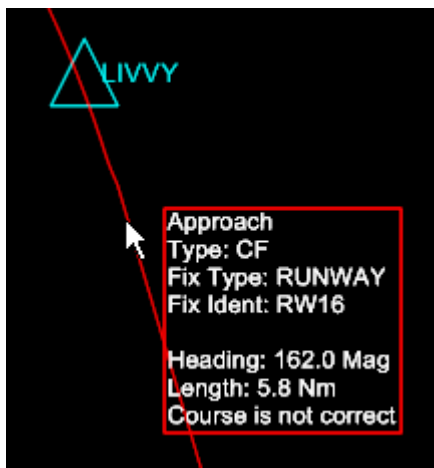 LIVVY
Approach
Type: CF
Fix Type: RUNWAY
Fix Ident: RW16
Heading: 162.0 Mag
Length: 5.8 Nm
Course is not correct